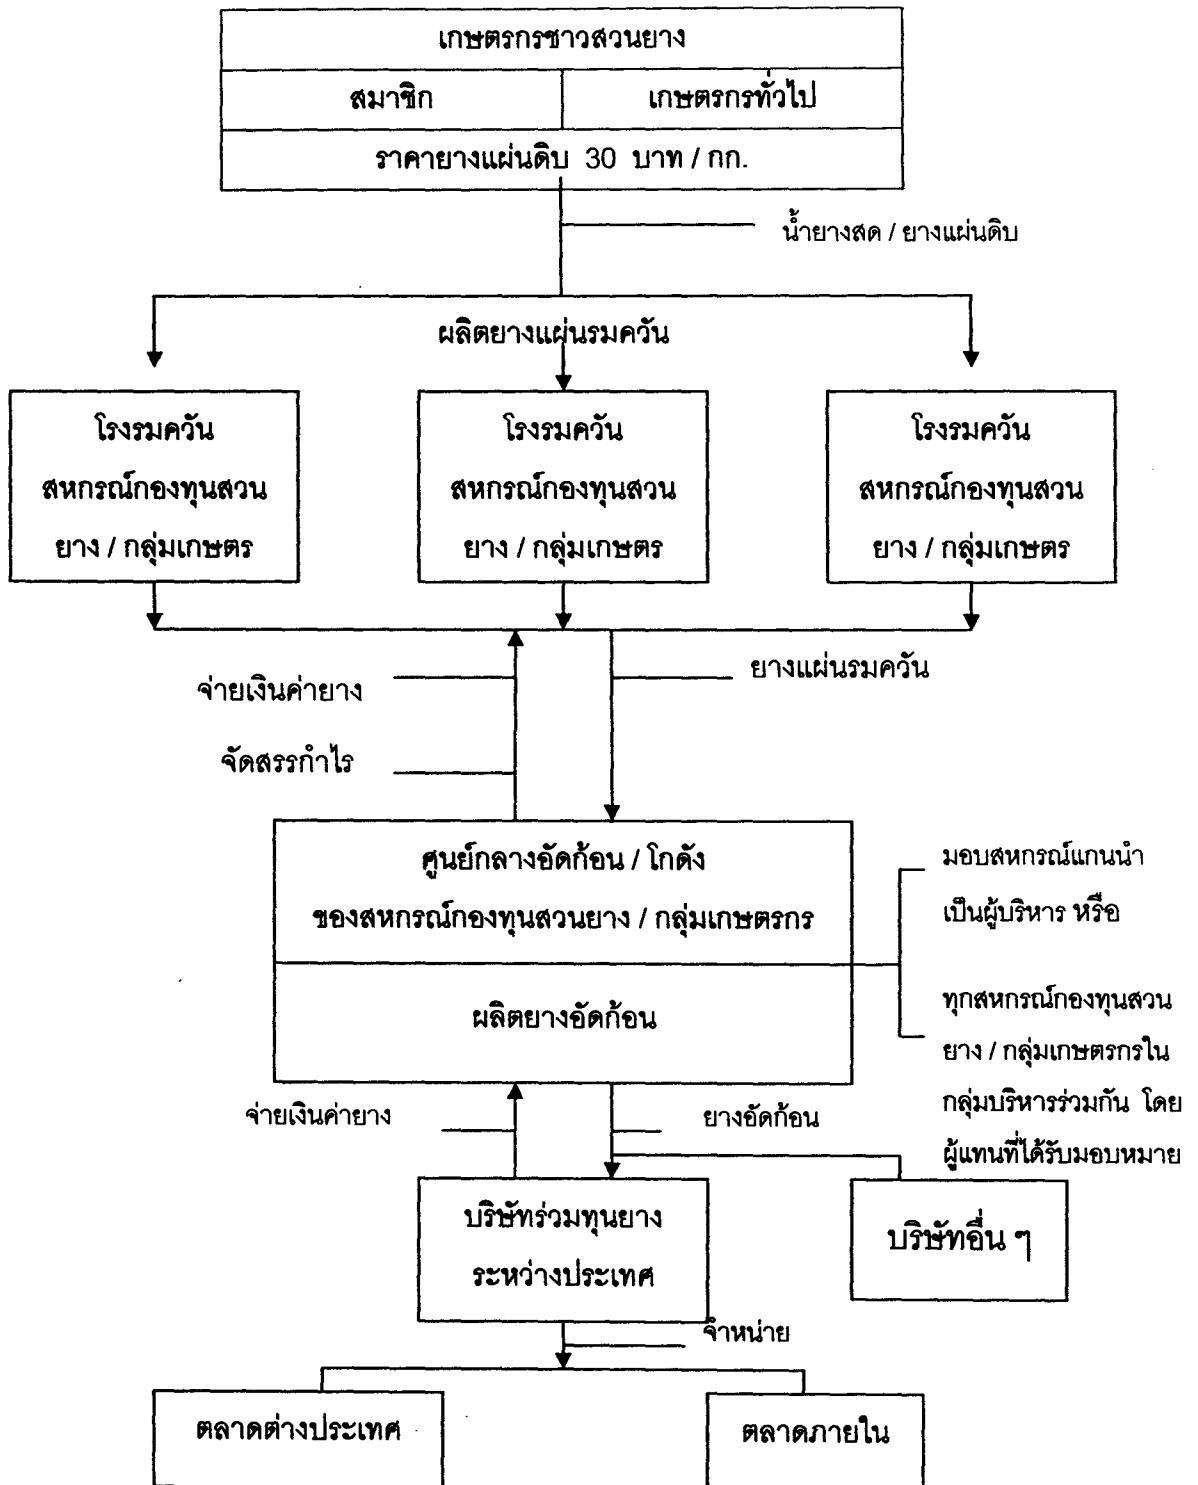 เกษตรกรชาวสวนยาง
สมาชิก
เกษตรกรทั่วไป
ราคายางแผ่นดิบ 30 บาท / กก.
น้ำยางสด / ยางแผ่นดิบ
ผลิตยางแผ่นรมควัน
โรงรมควัน
สหกรณ์กองทุนสวน
ยาง / กลุ่มเกษตร
โรงรมควัน
สหกรณ์กองทุนสวน
ยาง / กลุ่มเกษตร
โรงรมควัน
สหกรณ์กองทุนสวน
ยาง / กลุ่มเกษตร
จ่ายเงินค่ายาง
ยางแผ่นรมควัน
จัดสรรกำไร
ศูนย์กลางอัดก้อน / โกดัง
ของสหกรณ์กองทุนสวนยาง / กลุ่มเกษตรกร
ผลิตยางอัดก้อน
มอบสหกรณ์แกนนำ
เป็นผู้บริหาร หรือ
ทุกสหกรณ์กองทุนสวน
ยาง / กลุ่มเกษตรกรใน
กลุ่มบริหารร่วมกัน โดย
ผู้แทนที่ได้รับมอบหมาย
จ่ายเงินค่ายาง
ยางอัดก้อน
บริษัทร่วมทุนยาง
ระหว่างประเทศ
บริษัทอื่น ๆ
จำหน่าย
ตลาดต่างประเทศ
ตลาดภายใน